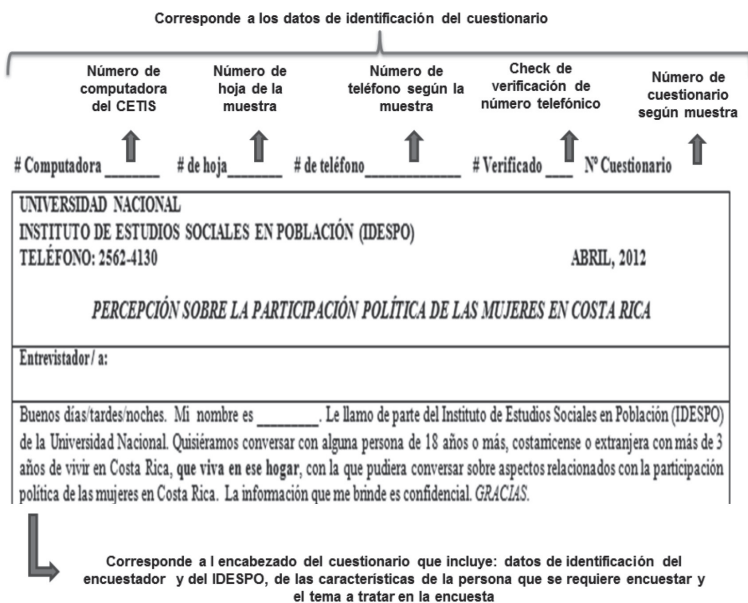 Corresponde a los datos de identificación del cuestionario
Número de computadora del CETIS
Número de hoja de la muestra
Número de teléfono según la muestra
Check de verificación de número telefónico
Número de cuestionario según muestra
# Computadora ________ # de hoja________ # de teléfono______________ # Verificado ____ Nº Cuestionario
UNIVERSIDAD NACIONAL
INSTITUTO DE ESTUDIOS SOCIALES EN POBLACIÓN (IDESPO)
TELÉFONO: 2562-4130 ABRIL, 2012
PERCEPCIÓN SOBRE LA PARTICIPACIÓN POLÍTICA DE LAS MUJERES EN COSTA RICA
Entrevistador/ a:
Buenos días/tardes/noches. Mi nombre es _________. Le llamo de parte del Instituto de Estudios Sociales en Población (IDESPO)
de la Universidad Nacional. Quisiéramos conversar con alguna persona de 18 años o más, costarricense o extranjera con más de 3
años de vivir en Costa Rica, que viva en ese hogar, con la que pudiera conversar sobre aspectos relacionados con la participación
política de las mujeres en Costa Rica. La información que me brinde es confidencial. GRACIAS.
Corresponde a l encabezado del cuestionario que incluye: datos de identificación del
encuestador y del IDESPO, de las características de la persona que se requiere encuestar y
el tema a tratar en la encuesta